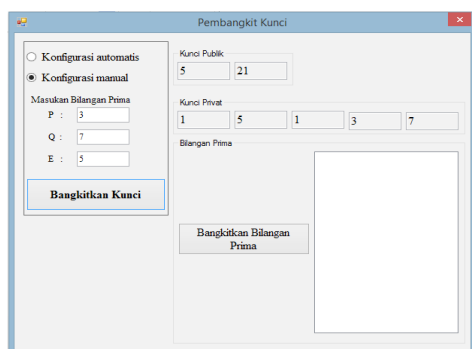 Pembangkit Kunci
Konfigurasi automatis
Konfigurasi manual
Masukan Bilangan Prima
P : 3
Q : 7
E : 5
Bangkitkan Kunci
Kunci Publik
5 21
Kunci Privat
1 5 1 3 7
Bilangan Prima
Bangkitkan Bilangan
Prima